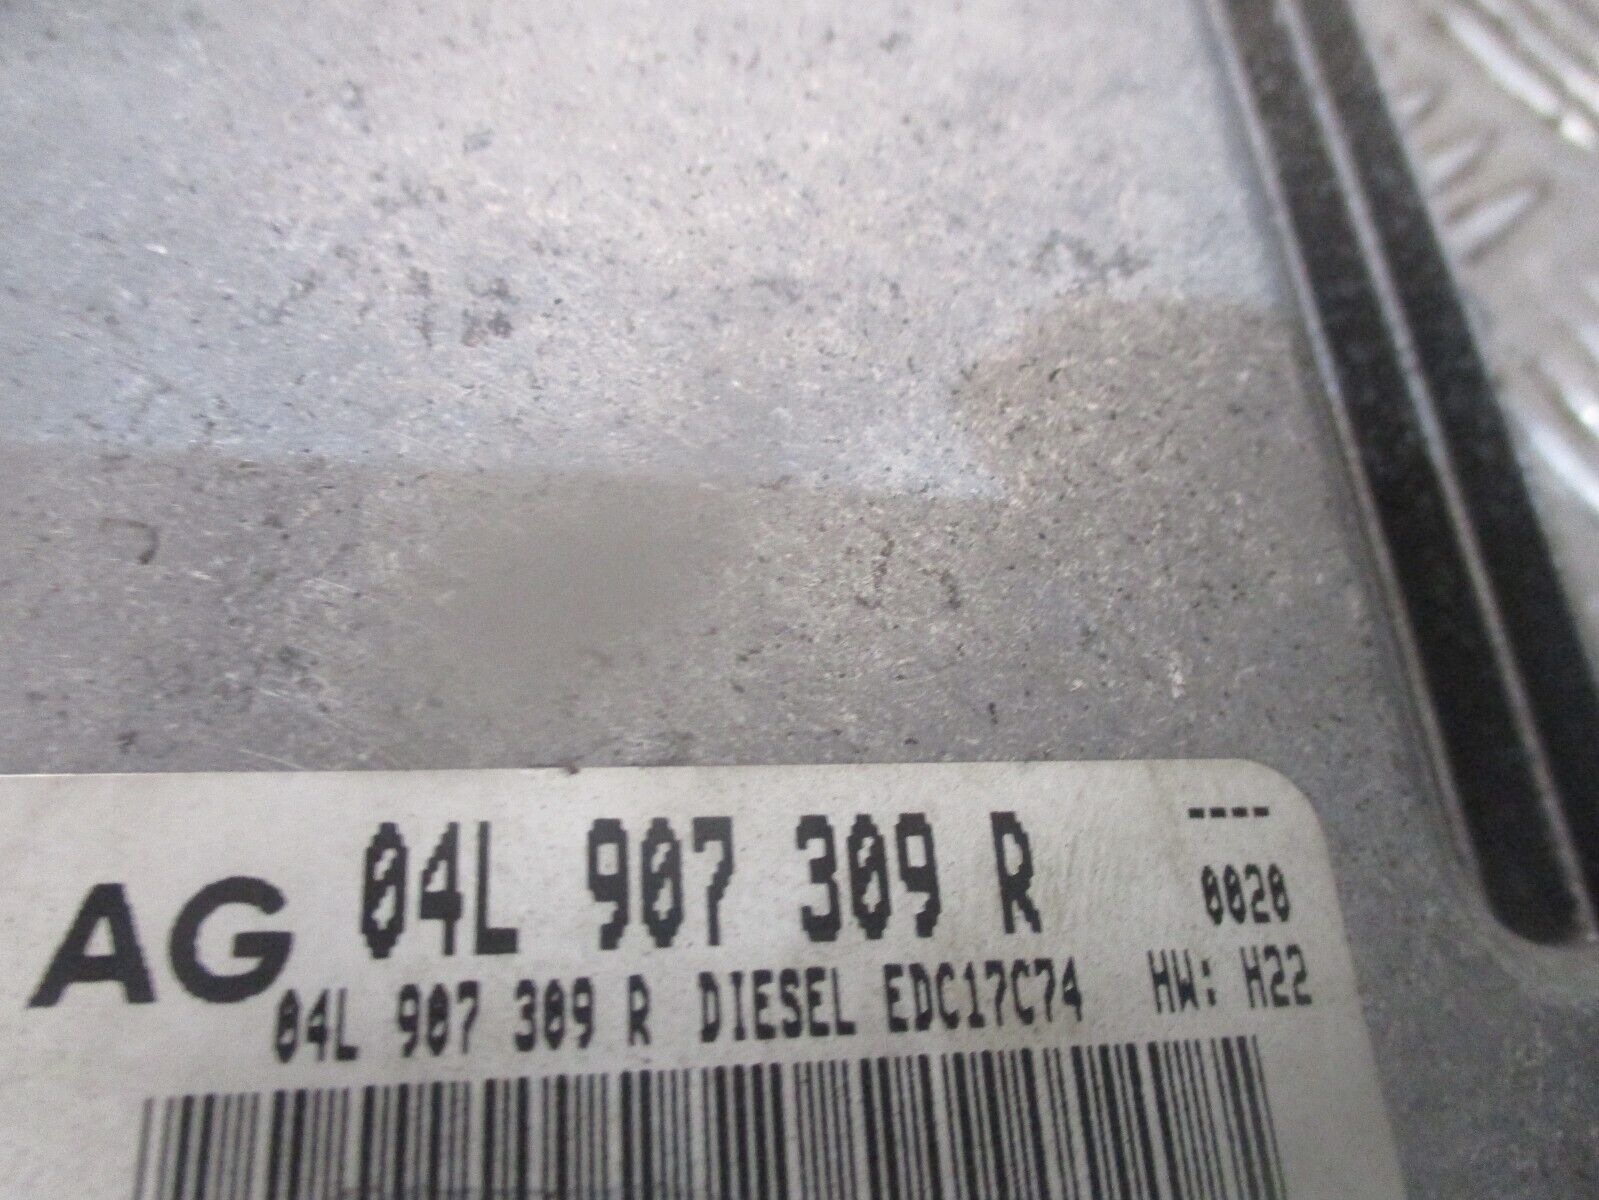 AG 04L 907 309 R ----
0020
04L 907 309 R DIESEL EDC17C74 HW: H22